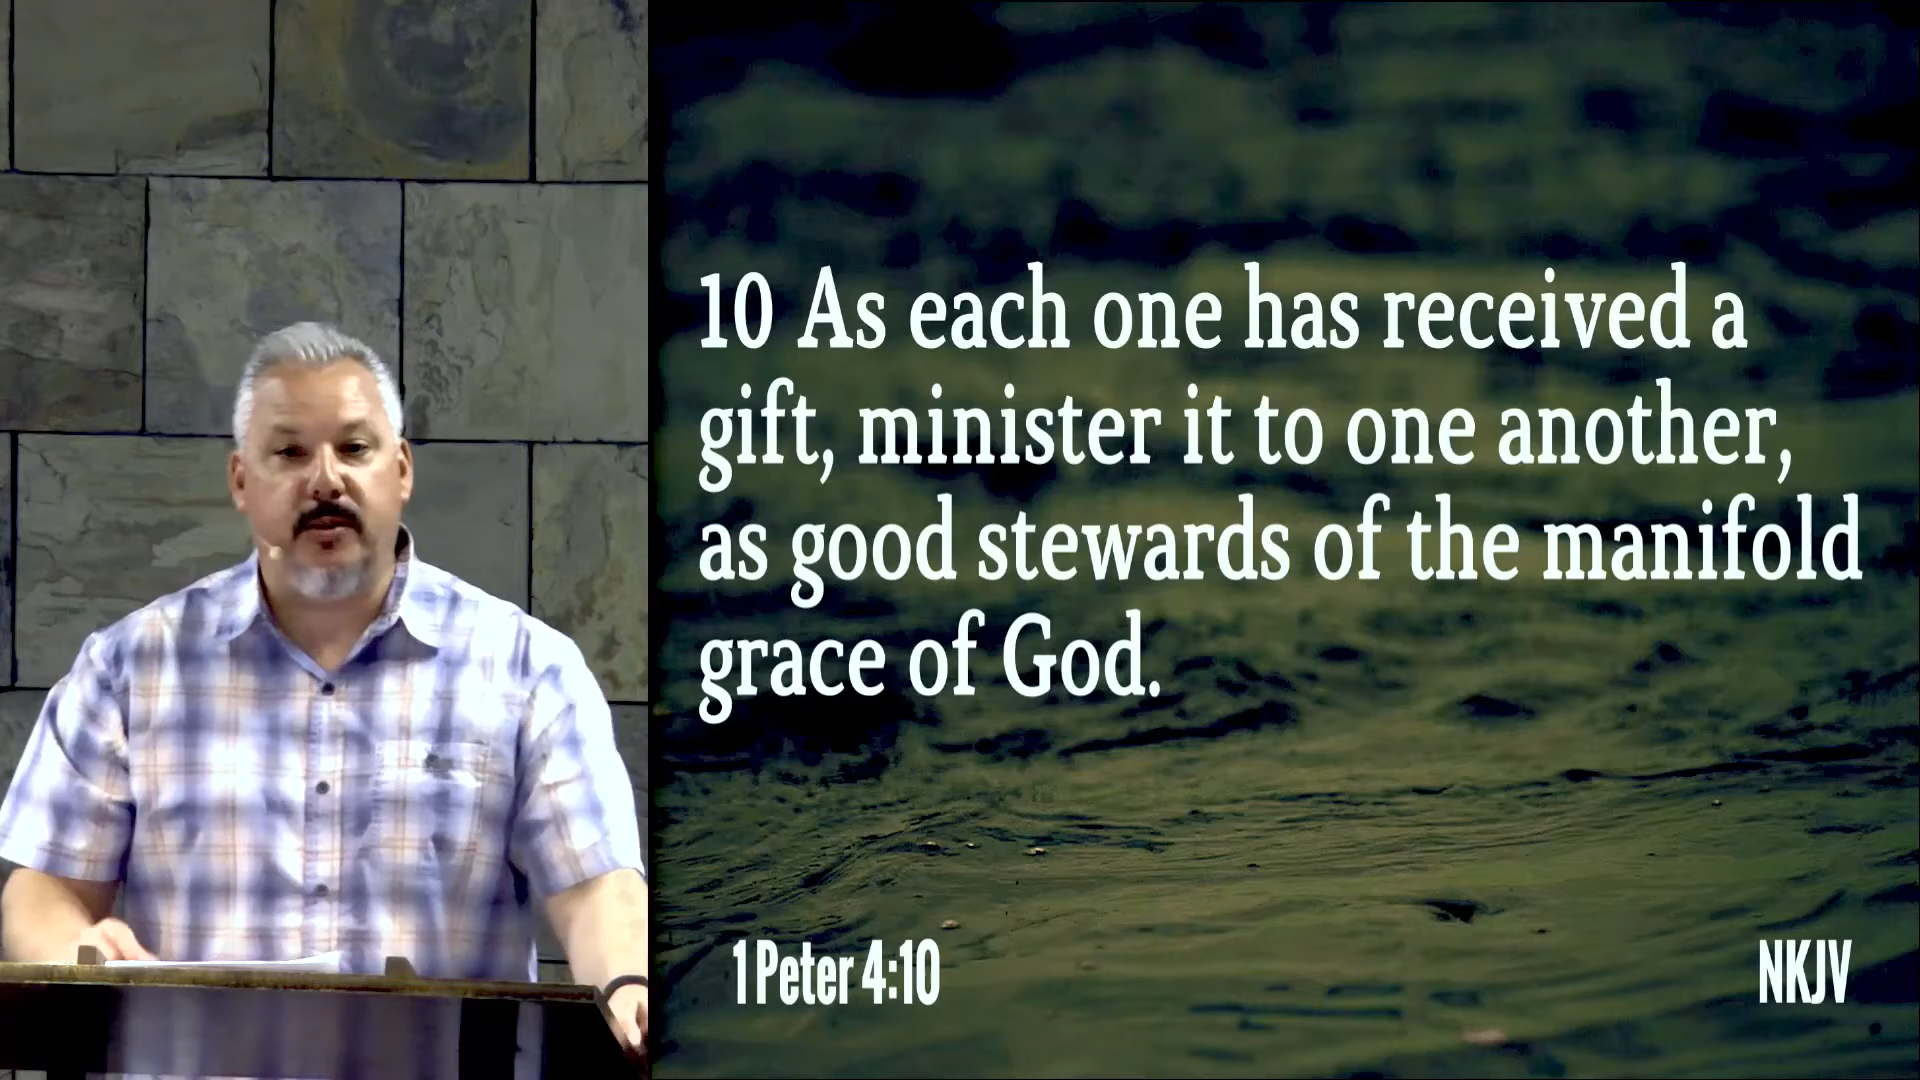 10 As each one has received a
gift, minister it to one another,
as good stewards of the manifold
grace of God.
1 Peter 4:10
NKJV